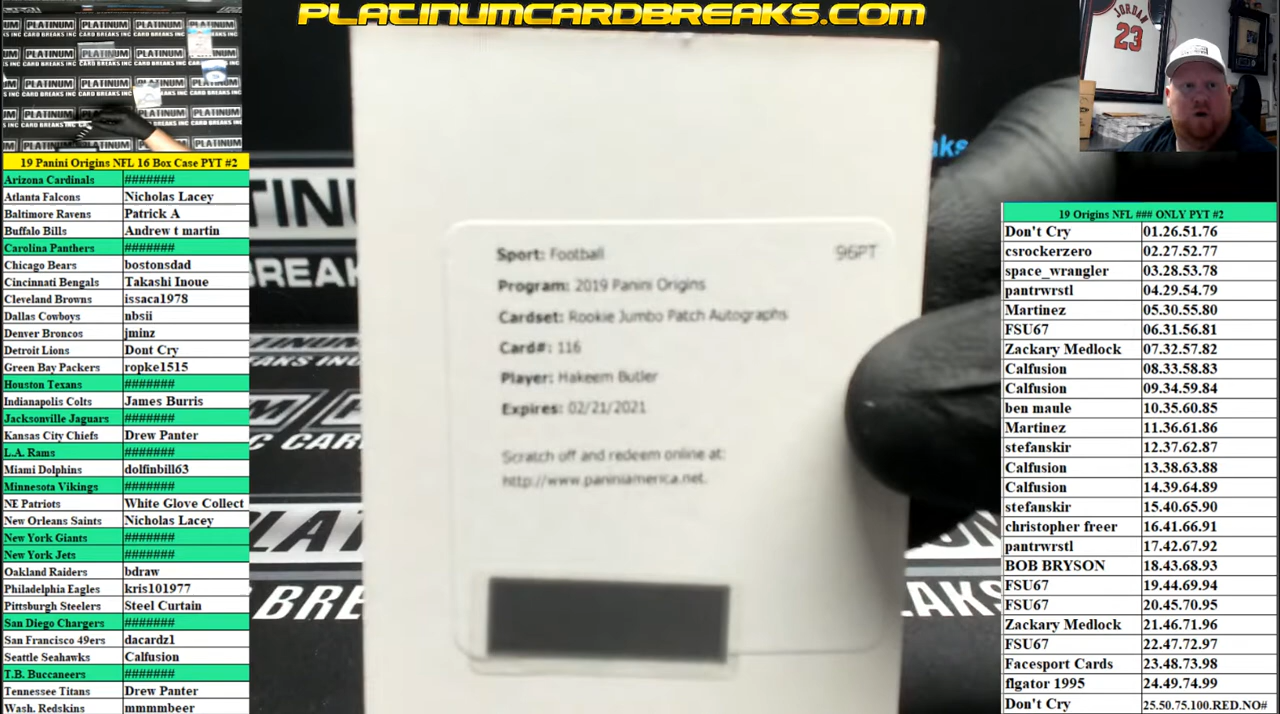 PLATINUMCARDBREAKS.COM
JORDAN
23
19 Panini Origins NFL 16 Box Case PYT #2
Arizona Cardinals #######
Atlanta Falcons Nicholas Lacey
Baltimore Ravens Patrick A
Buffalo Bills Andrew t martin
Carolina Panthers #######
Chicago Bears bostonsdad
Cincinnati Bengals Takashi Inoue
Cleveland Browns issaca1978
Dallas Cowboys nbsii
Denver Broncos jminz
Detroit Lions Dont Cry
Green Bay Packers ropke1515
Houston Texans #######
Indianapolis Colts James Burris
Jacksonville Jaguars #######
Kansas City Chiefs Drew Panter
L.A. Rams #######
Miami Dolphins dolfinbill63
Minnesota Vikings #######
NE Patriots White Glove Collect
New Orleans Saints Nicholas Lacey
New York Giants #######
New York Jets #######
Oakland Raiders bdraw
Philadelphia Eagles kris101977
Pittsburgh Steelers Steel Curtain
San Diego Chargers #######
San Francisco 49ers dacardz1
Seattle Seahawks Calfusion
T.B. Buccaneers #######
Tennessee Titans Drew Panter
Wash. Redskins mmmmbeer
Sport: Football 96PT
Program: 2019 Panini Origins
Cardset: Rookie Jumbo Patch Autographs
Card#: 116
Player: Hakeem Butler
Expires: 02/21/2021
Scratch off and redeem online at:
http://www.paniniamerica.net.
19 Origins NFL ### ONLY PYT #2
Don't Cry 01.26.51.76
csrockerzero 02.27.52.77
space_wrangler 03.28.53.78
pantrwrstl 04.29.54.79
Martinez 05.30.55.80
FSU67 06.31.56.81
Zackary Medlock 07.32.57.82
Calfusion 08.33.58.83
Calfusion 09.34.59.84
ben maule 10.35.60.85
Martinez 11.36.61.86
stefanskir 12.37.62.87
Calfusion 13.38.63.88
Calfusion 14.39.64.89
stefanskir 15.40.65.90
christopher freer 16.41.66.91
pantrwrstl 17.42.67.92
BOB BRYSON 18.43.68.93
FSU67 19.44.69.94
FSU67 20.45.70.95
Zackary Medlock 21.46.71.96
FSU67 22.47.72.97
Facesport Cards 23.48.73.98
flgator 1995 24.49.74.99
Don't Cry 25.50.75.100.RED.NO#